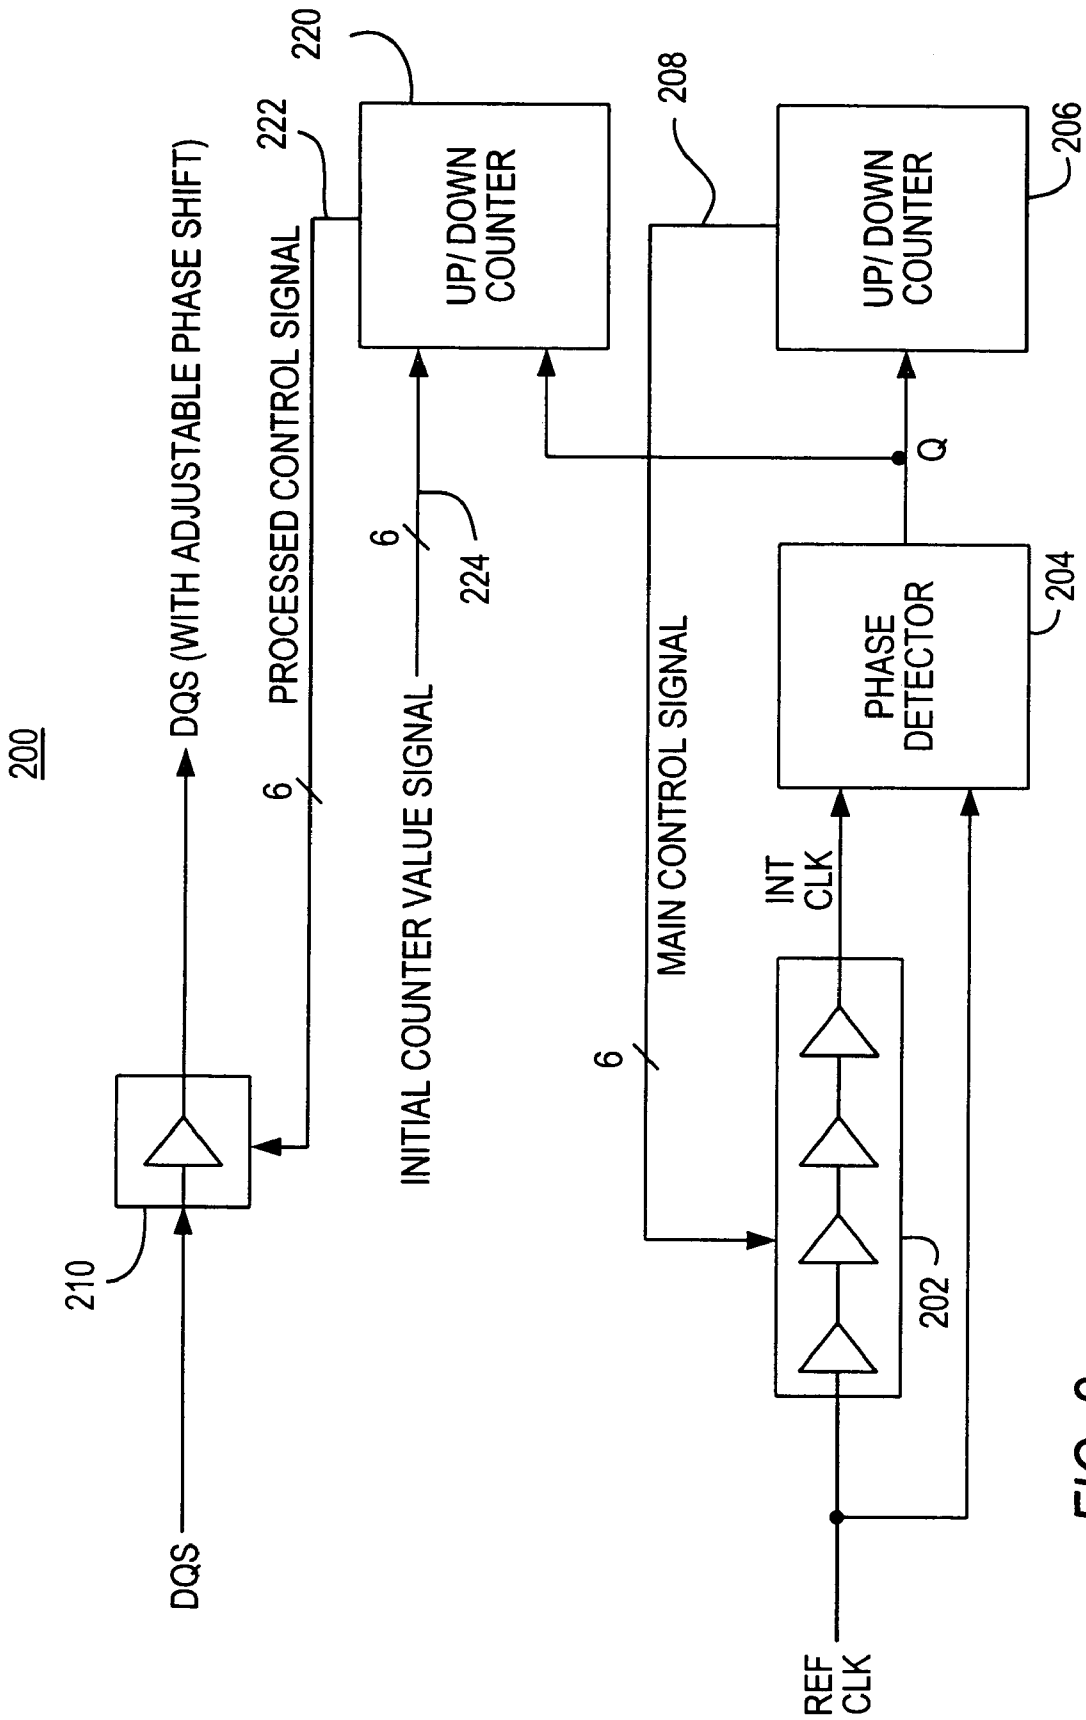 200
DQS
210
DQS (WITH ADJUSTABLE PHASE SHIFT)
6
PROCESSED CONTROL SIGNAL
222
220
INITIAL COUNTER VALUE SIGNAL
6
224
UP/ DOWN
COUNTER
6
MAIN CONTROL SIGNAL
208
REF
CLK
202
INT
CLK
PHASE
DETECTOR
204
Q
UP/ DOWN
COUNTER
206